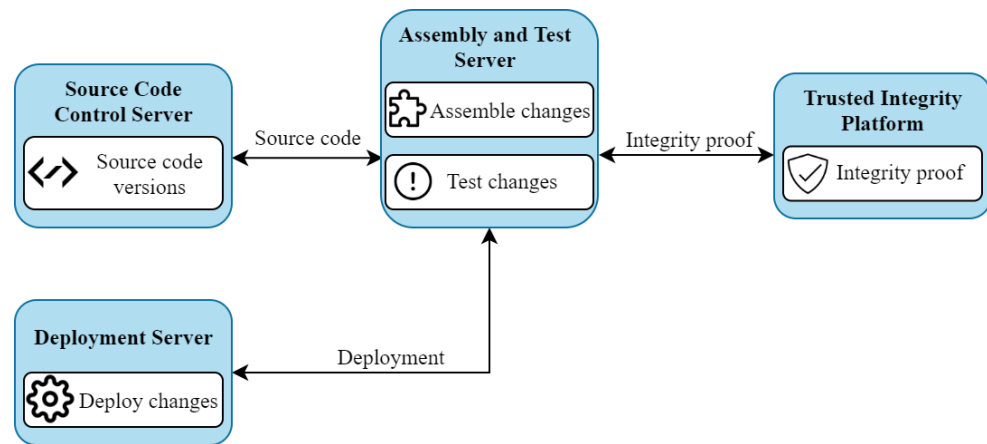 Source Code
Control Server
Source code
versions
Source code
Assembly and Test
Server
Assemble changes
Test changes
Integrity proof
Trusted Integrity
Platform
Integrity proof
Deployment Server
Deploy changes
Deployment